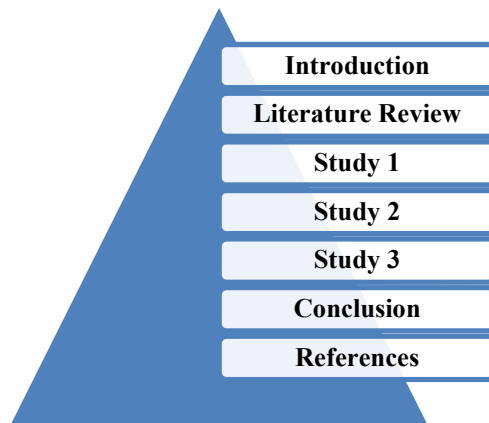 Introduction
Literature Review
Study 1
Study 2
Study 3
Conclusion
References